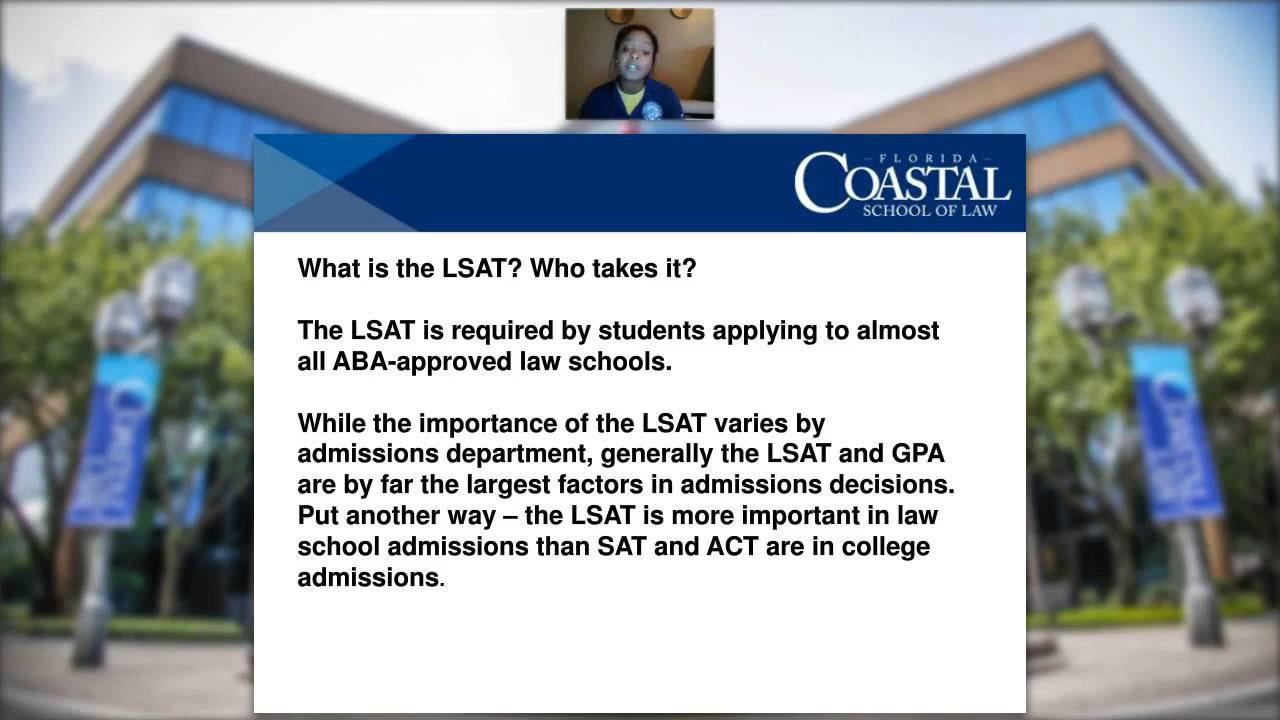 FLORIDA
COASTAL
SCHOOL OF LAW
What is the LSAT? Who takes it?
The LSAT is required by students applying to almost
all ABA-approved law schools.
While the importance of the LSAT varies by
admissions department, generally the LSAT and GPA
are by far the largest factors in admissions decisions.
Put another way – the LSAT is more important in law
school admissions than SAT and ACT are in college
admissions.